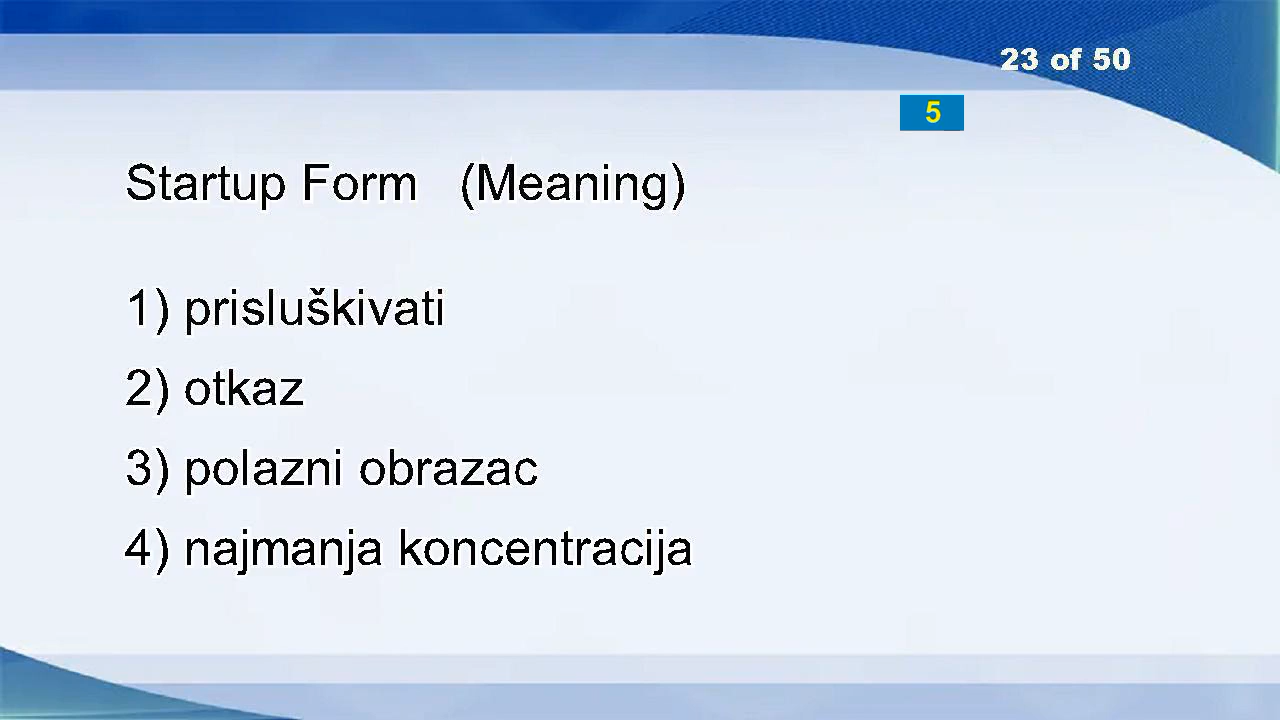 23 of 50
5
Startup Form (Meaning)
1) prisluškivati
2) otkaz
3) polazni obrazac
4) najmanja koncentracija